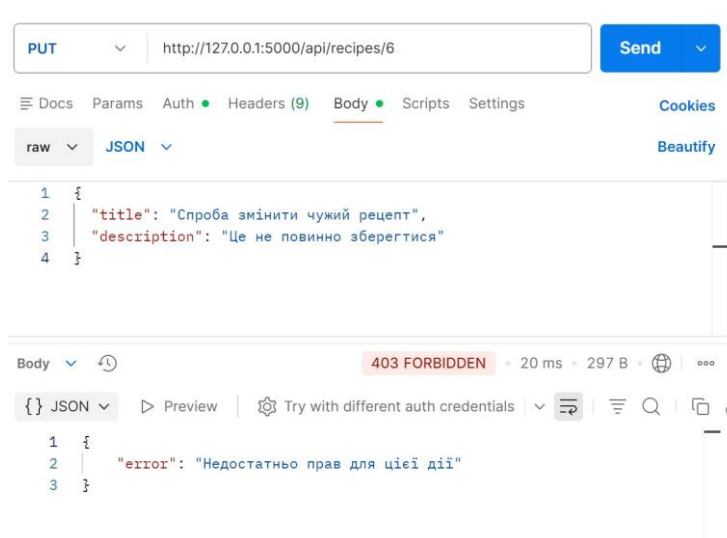 PUT http://127.0.0.1:5000/api/recipes/6 Send
Docs Params Auth Headers (9) Body Scripts Settings Cookies
raw JSON Beautify
1 {
2 "title": "Спроба змінити чужий рецепт",
3 "description": "Це не повинно зберегтися"
4 }
Body 403 FORBIDDEN 20 ms 297 B
{} JSON Preview Try with different auth credentials
1 {
2 "error": "Недостатньо прав для цієї дії"
3 }